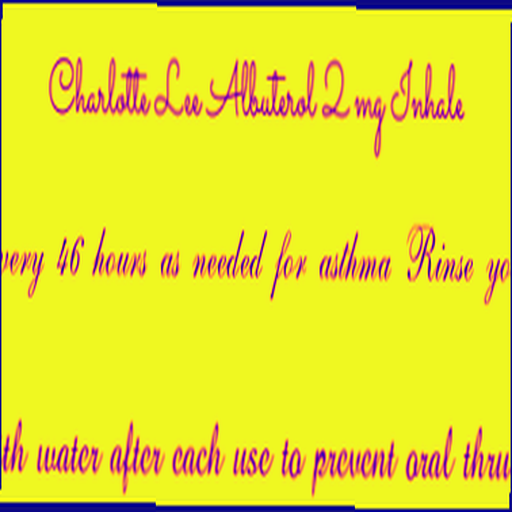 Charlotte Lee Albuterol 2 mg Inhale
very 46 hours as needed for asthma Rinse yo
th water after each use to prevent oral thru